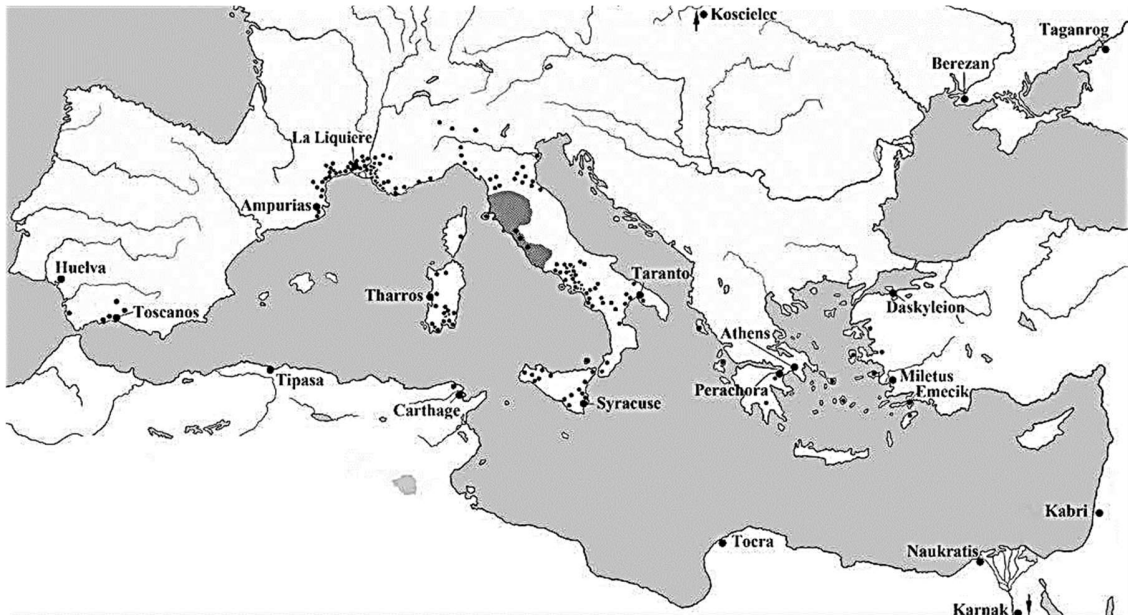 Koscielec
Taganrog
Berezan
La Liquiere
Ampurias
Huelva
Taranto
Tharros
Daskyleion
Toscanos
Athens
Tipasa
Miletus
Perachora
Emecik
Carthage
Syracuse
Kabri
Tocra
Naukratis
Karnak